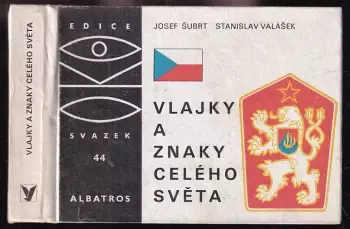 VLAJKY A ZNAKY CELÉHO SVĚTA
EDICE
SVAZEK
44
ALBATROS
JOSEF ŠUBRT STANISLAV VALÁŠEK
VLAJKY
A
ZNAKY
CELÉHO
SVĚTA